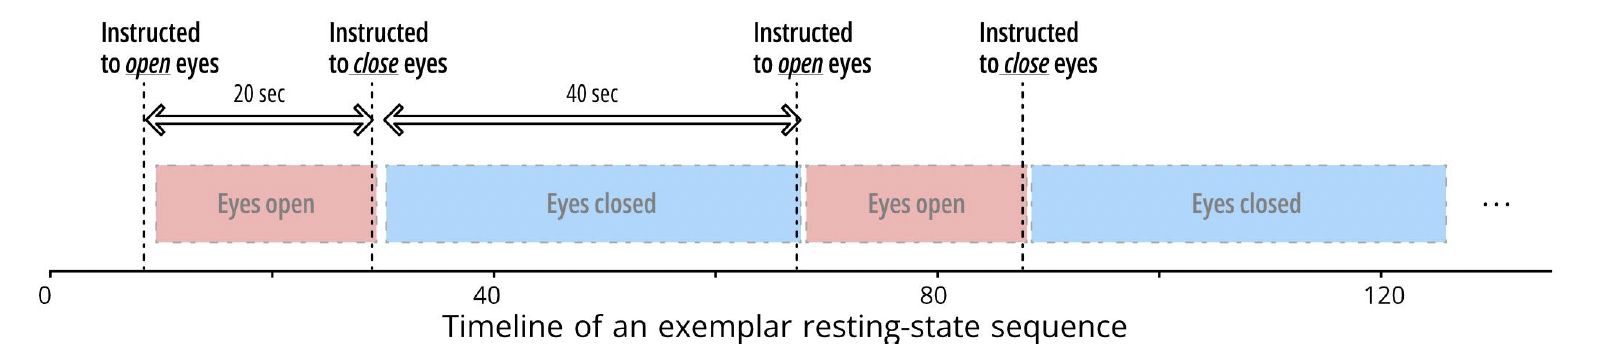 Instructed
to open eyes
Instructed
to close eyes
Instructed
to open eyes
Instructed
to close eyes
20 sec
40 sec
Eyes open
Eyes closed
Eyes open
Eyes closed
...
0
40
80
120
Timeline of an exemplar resting-state sequence